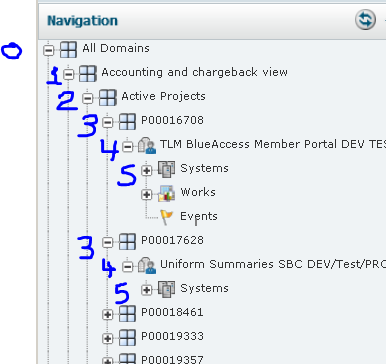 Navigation
0 All Domains
1 Accounting and chargeback view
2 Active Projects
3 P00016708
4 TLM BlueAccess Member Portal DEV TES
5 Systems
Works
Events
3 P00017628
4 Uniform Summaries SBC DEV/Test/PRO
5 Systems
P00018461
P00019333
P00019357